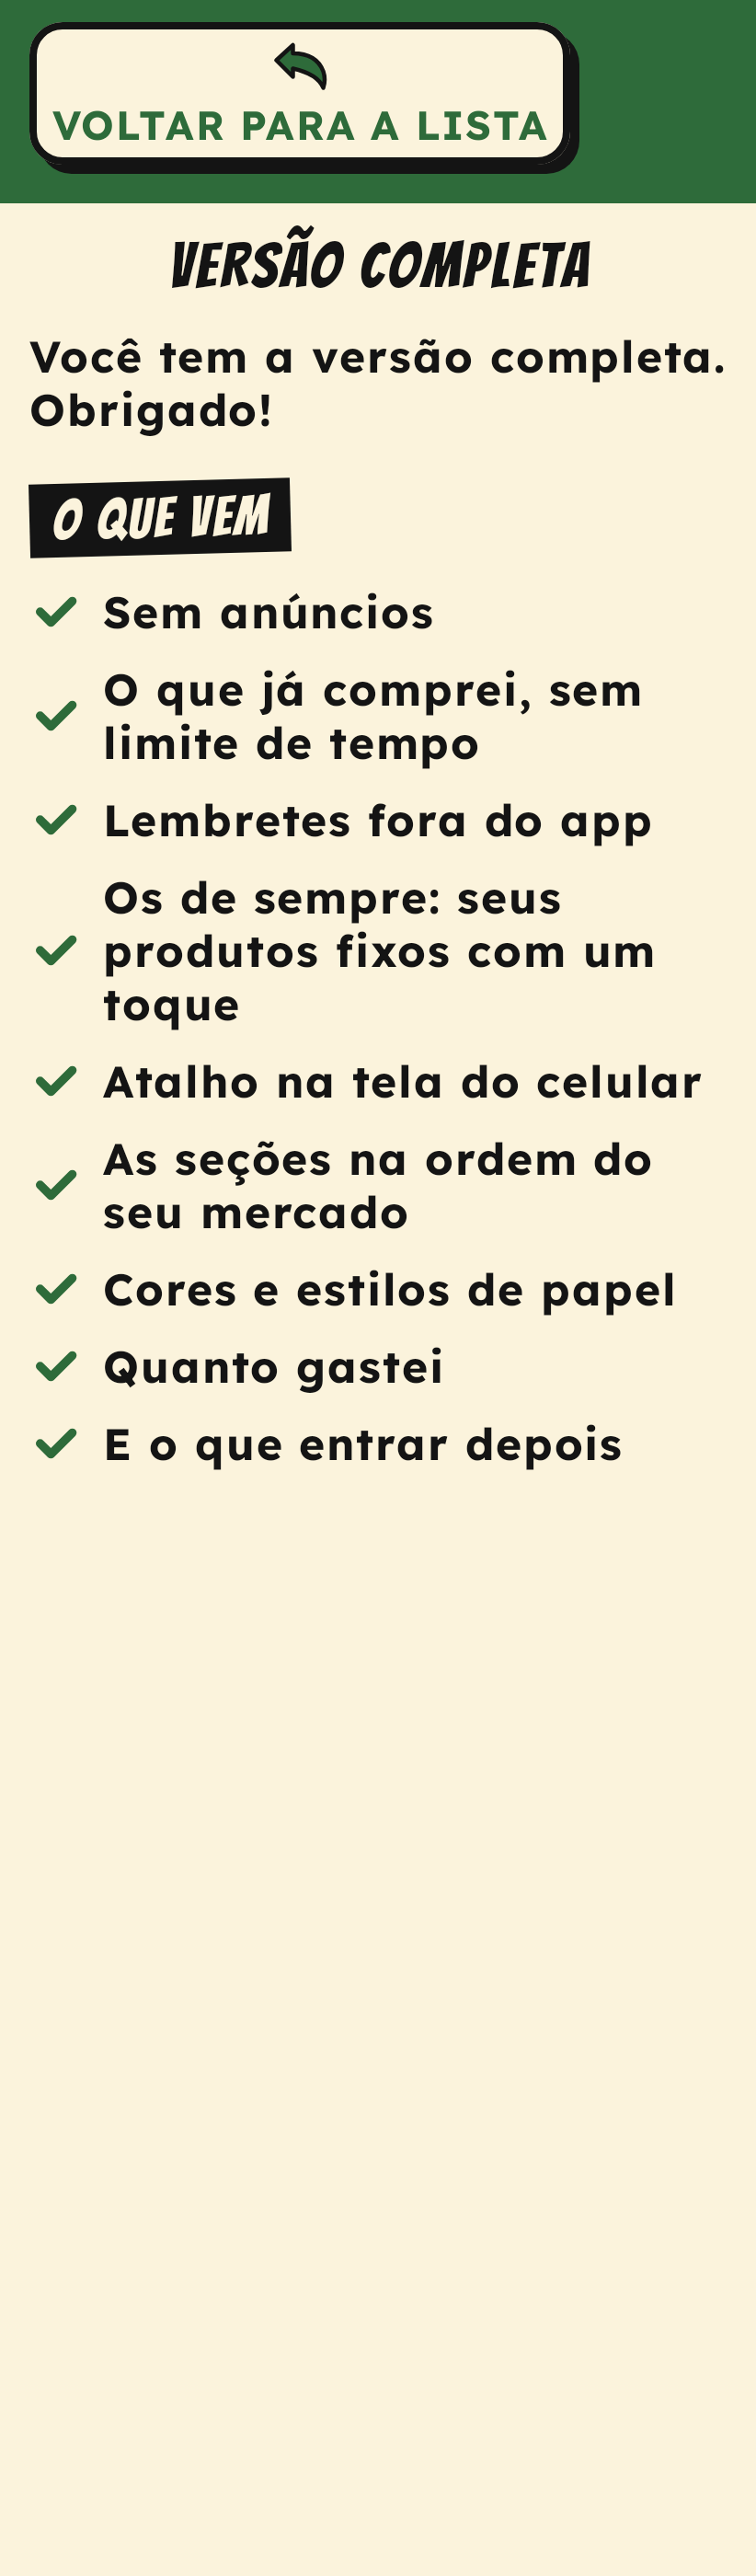 VOLTAR PARA A LISTA
VERSÃO COMPLETA
Você tem a versão completa.
Obrigado!
O QUE VEM
Sem anúncios
O que já comprei, sem
limite de tempo
Lembretes fora do app
Os de sempre: seus
produtos fixos com um
toque
Atalho na tela do celular
As seções na ordem do
seu mercado
Cores e estilos de papel
Quanto gastei
E o que entrar depois